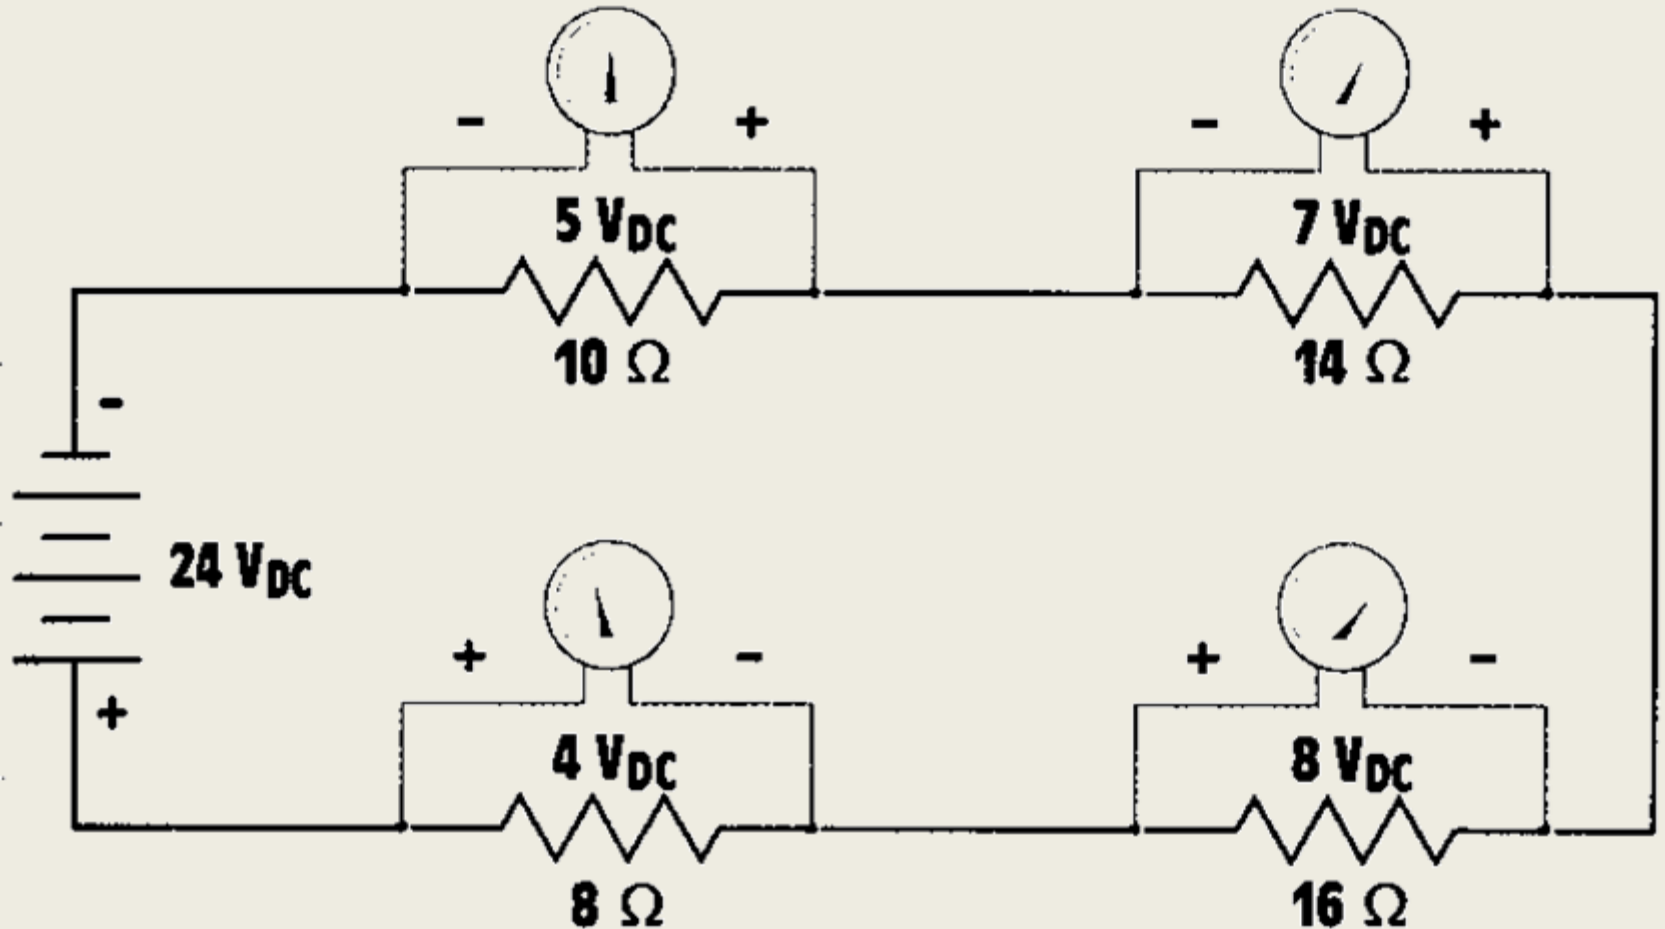 - +
- +
5 VDC
7 VDC
10 Ω
14 Ω
-
24 VDC
+
+ -
+ -
4 VDC
8 VDC
8 Ω
16 Ω